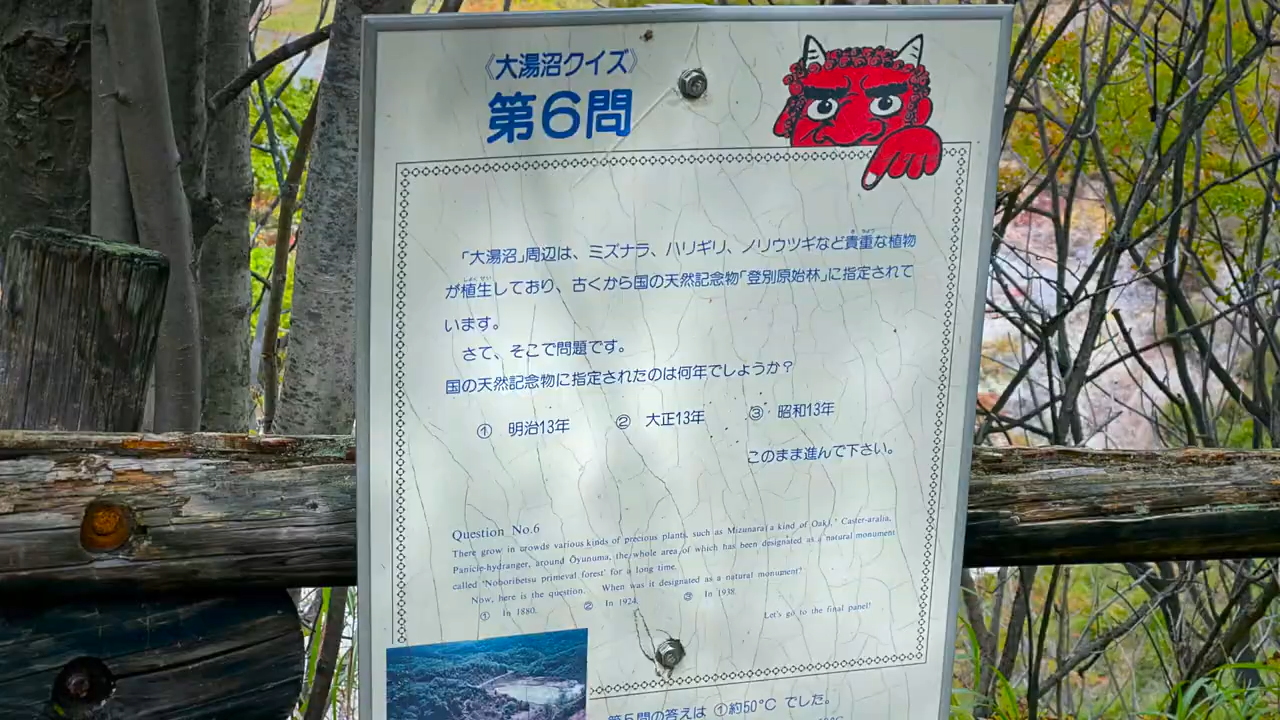 《大湯沼クイズ》
第6問
「大湯沼」周辺は、ミズナラ、ハリギリ、ノリウツギなど貴重な植物
が植生しており、古くから国の天然記念物「登別原始林」に指定されて
います。
さて、そこで問題です。
国の天然記念物に指定されたのは何年でしょうか?
① 明治13年 ② 大正13年 ③ 昭和13年
このまま進んで下さい。
Question No.6
There grow in crowds various kinds of precious plants, such as Mizunara(a kind of Oak), Caster-aralia,
Panicle-hydranger, around Ōyunuma, the whole area of which has been designated as a natural monument
called 'Noboribetsu primeval forest' for a long time.
Now, here is the question. When was it designated as a natural monument?
① In 1880. ② In 1924. ③ In 1938.
Let's go to the final panel!
第5問の答えは ①約50℃ でした。